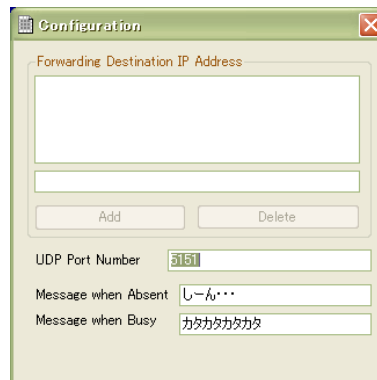 Configuration
Forwarding Destination IP Address
Add
Delete
UDP Port Number 5151
Message when Absent しーん・・・
Message when Busy カタカタカタカタ